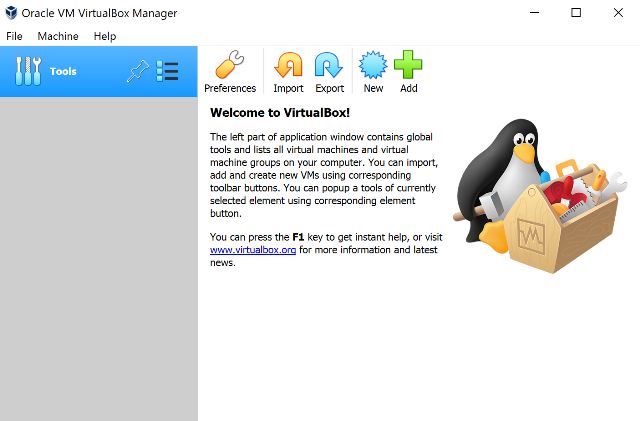 Oracle VM VirtualBox Manager
File Machine Help
Tools
Preferences Import Export New Add
Welcome to VirtualBox!
The left part of application window contains global
tools and lists all virtual machines and virtual
machine groups on your computer. You can import,
add and create new VMs using corresponding
toolbar buttons. You can popup a tools of currently
selected element using corresponding element
button.
You can press the F1 key to get instant help, or visit
www.virtualbox.org for more information and latest
news.